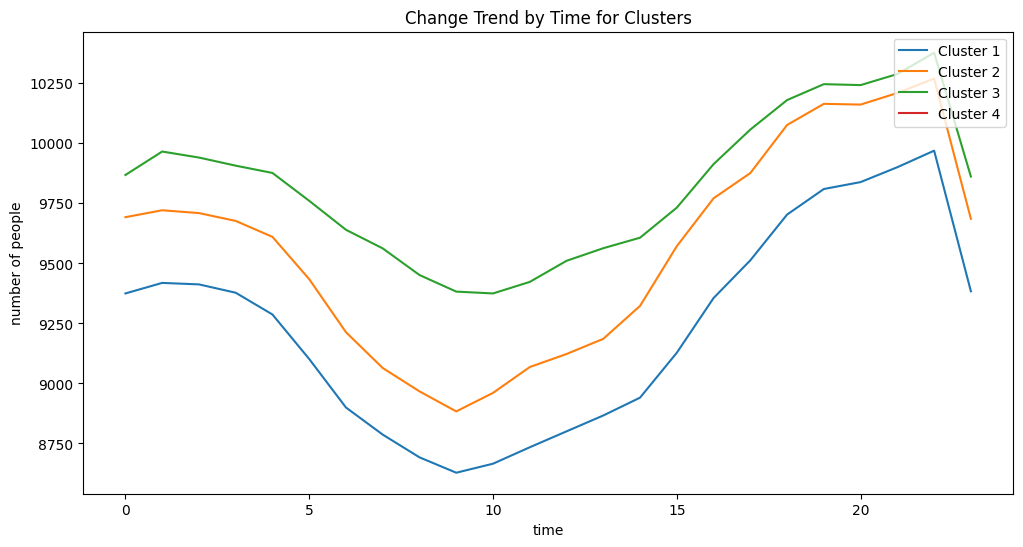 Change Trend by Time for Clusters
Cluster 1
Cluster 2
Cluster 3
Cluster 4
10250
10000
9750
9500
9250
9000
8750
number of people
0 5 10 15 20
time